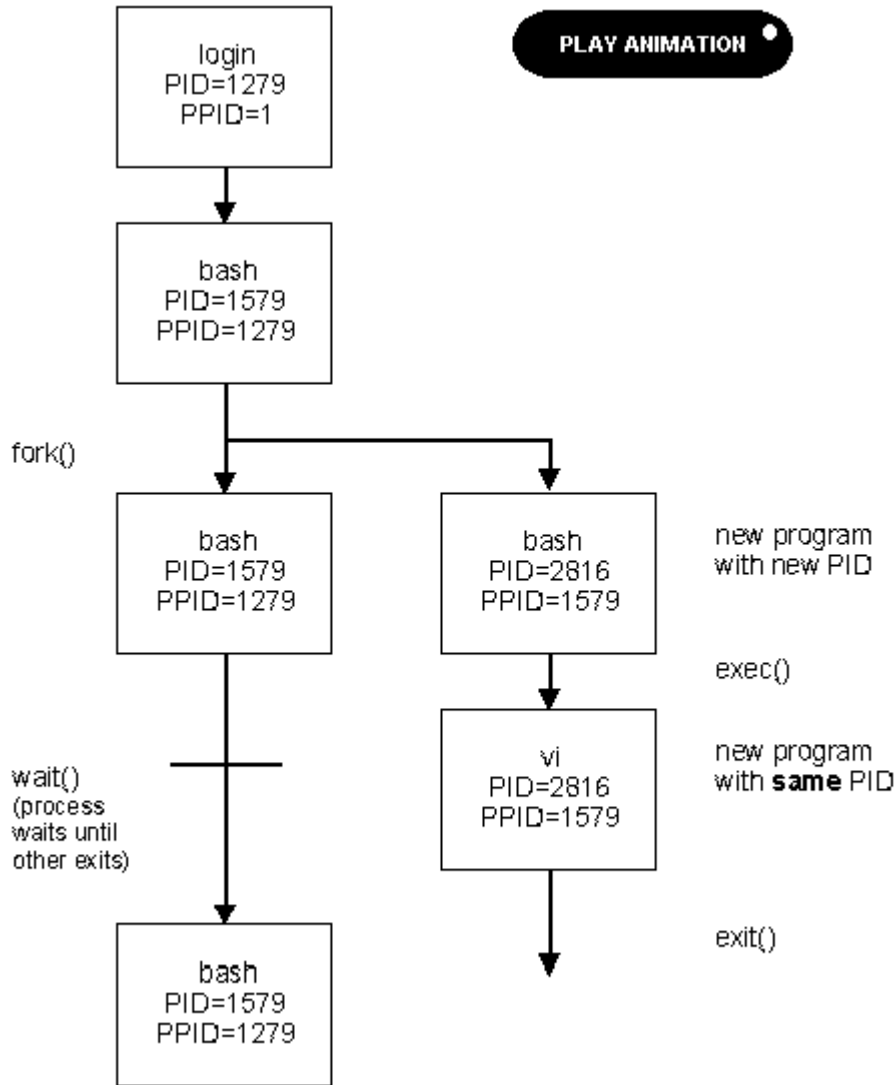 login
PID=1279
PPID=1
PLAY ANIMATION
bash
PID=1579
PPID=1279
fork()
bash
PID=1579
PPID=1279
bash
PID=2816
PPID=1579
new program
with new PID
exec()
wait()
(process
waits until
other exits)
vi
PID=2816
PPID=1579
new program
with same PID
exit()
bash
PID=1579
PPID=1279